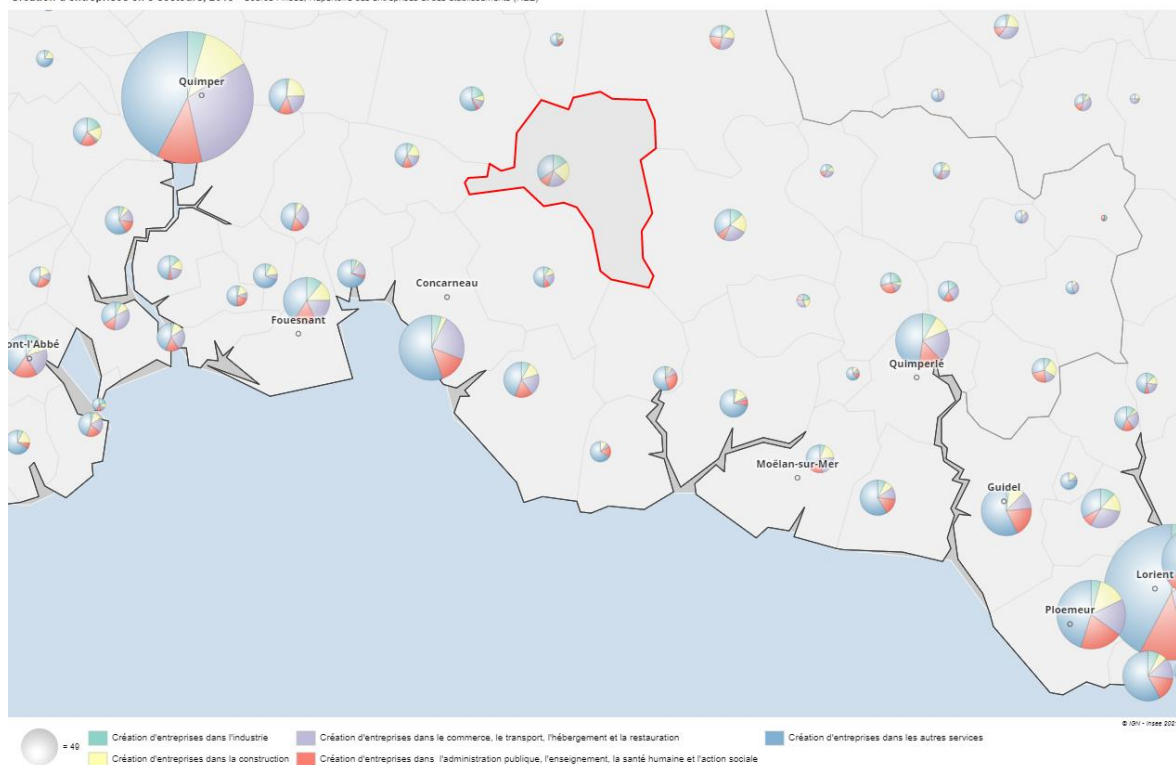 Quimper
Concarneau
Fouesnant
ont-l'Abbé
Quimperlé
Moëlan-sur-Mer
Guidel
Lorient
Ploemeur
© IGN - Insee 202
= 49
Création d'entreprises dans l'industrie
Création d'entreprises dans le commerce, le transport, l'hébergement et la restauration
Création d'entreprises dans les autres services
Création d'entreprises dans la construction
Création d'entreprises dans l'administration publique, l'enseignement, la santé humaine et l'action sociale